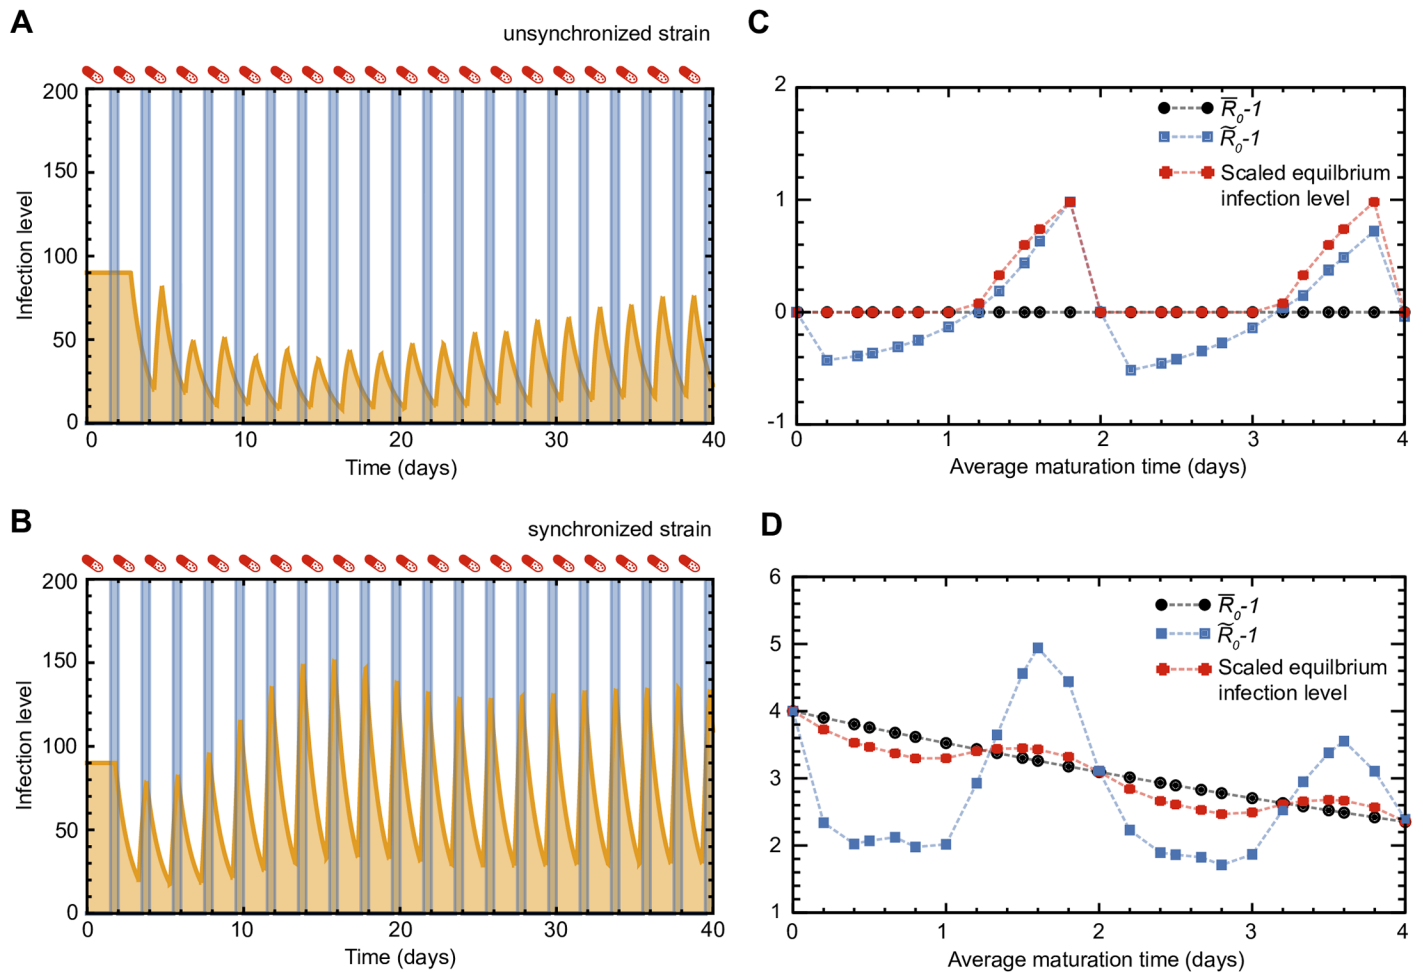 A
unsynchronized strain
200
150
100
50
0
Infection level
0
10
20
30
40
Time (days)
B
synchronized strain
200
150
100
50
0
Infection level
0
10
20
30
40
Time (days)
C
2
1
0
-1
R̅₀-1
R̃₀-1
Scaled equilbrium
infection level
0
1
2
3
4
Average maturation time (days)
D
6
5
4
3
2
1
R̅₀-1
R̃₀-1
Scaled equilbrium
infection level
0
1
2
3
4
Average maturation time (days)